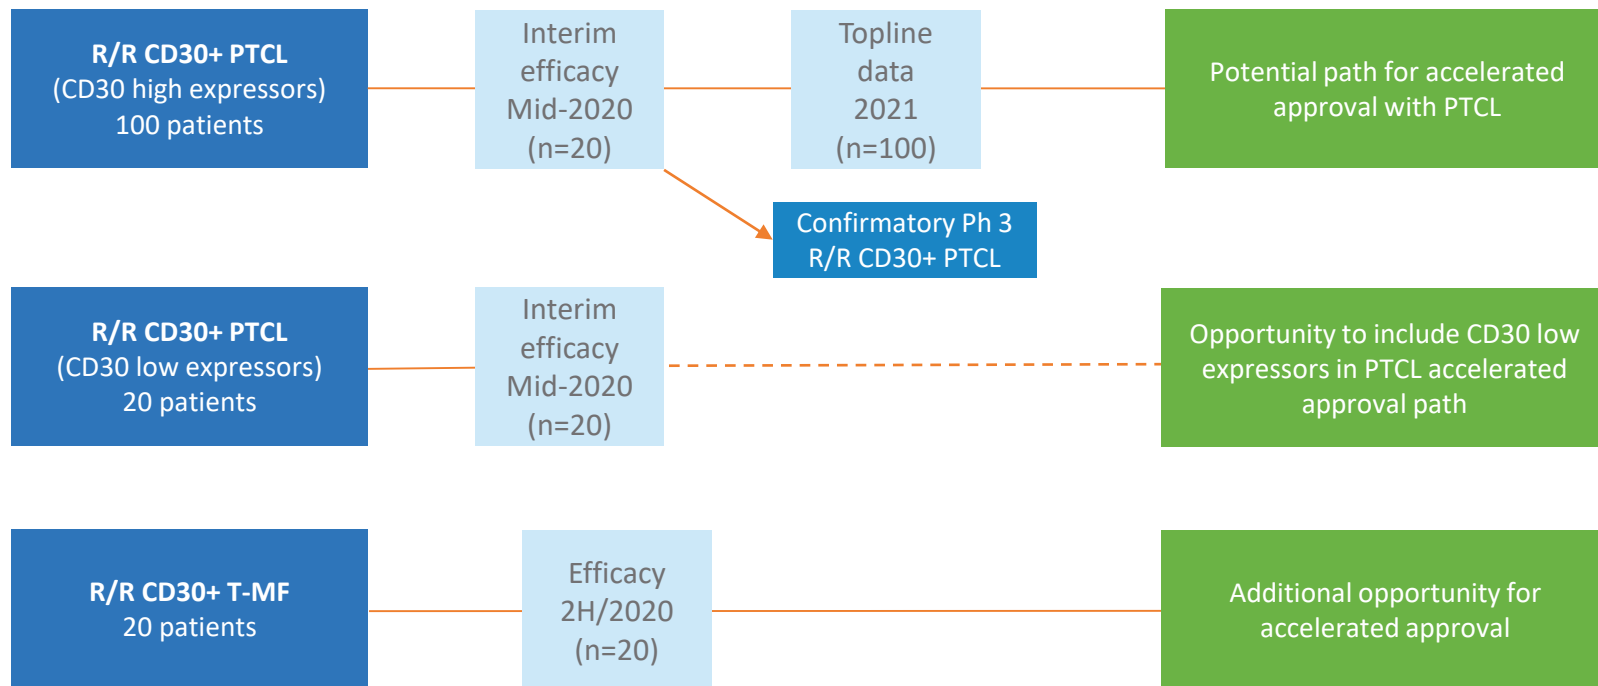 R/R CD30+ PTCL
(CD30 high expressors)
100 patients
Interim
efficacy
Mid-2020
(n=20)
Topline
data
2021
(n=100)
Potential path for accelerated
approval with PTCL
Confirmatory Ph 3
R/R CD30+ PTCL
R/R CD30+ PTCL
(CD30 low expressors)
20 patients
Interim
efficacy
Mid-2020
(n=20)
Opportunity to include CD30 low
expressors in PTCL accelerated
approval path
R/R CD30+ T-MF
20 patients
Efficacy
2H/2020
(n=20)
Additional opportunity for
accelerated approval